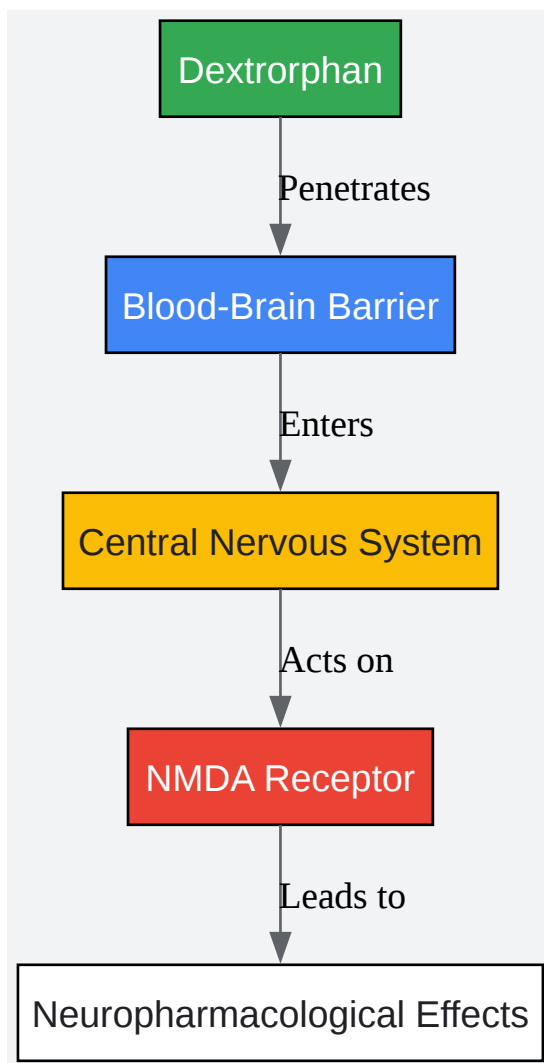 Dextrorphan
Penetrates
Blood-Brain Barrier
Enters
Central Nervous System
Acts on
NMDA Receptor
Leads to
Neuropharmacological Effects